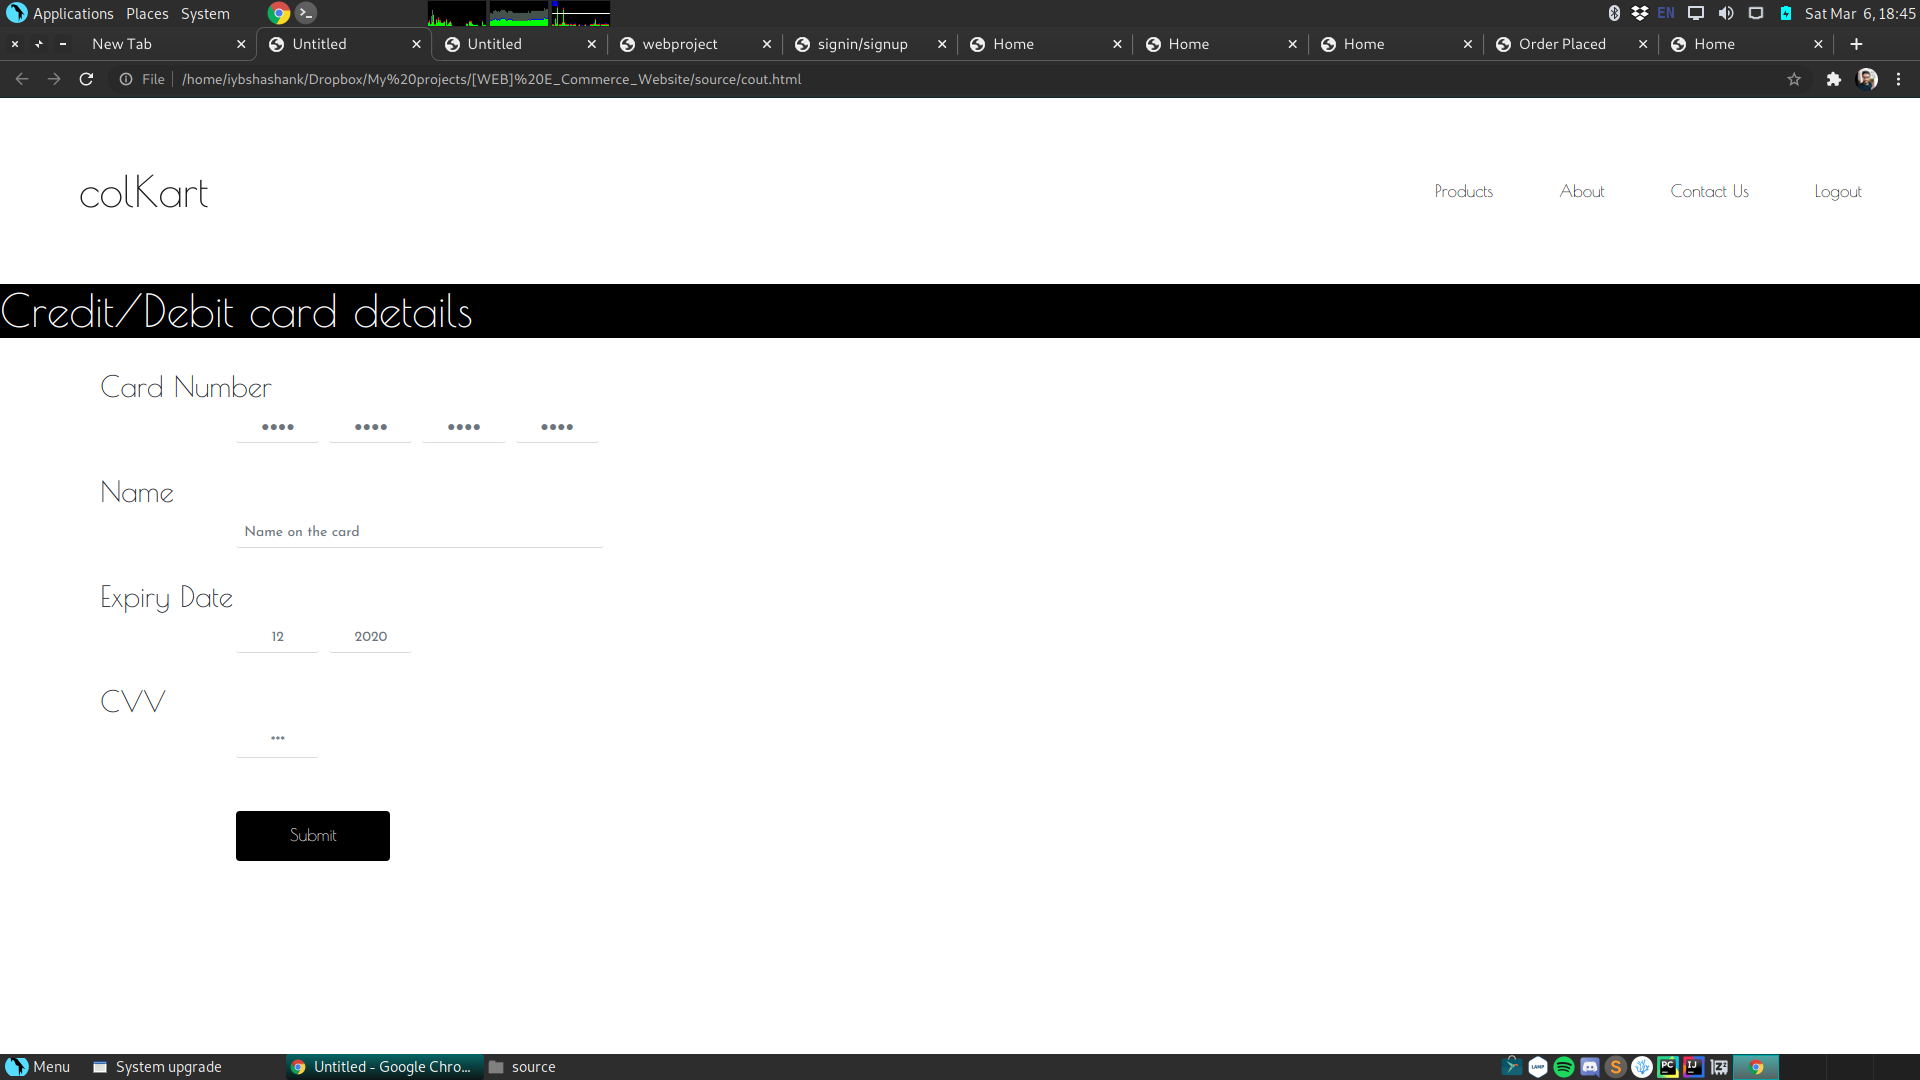 Applications Places System
EN Sat Mar 6, 18:45
New Tab Untitled Untitled webproject signin/signup Home Home Home Order Placed Home
File /home/iybshashank/Dropbox/My%20projects/[WEB]%20E_Commerce_Website/source/cout.html
colKart
Products About Contact Us Logout
Credit/Debit card details
Card Number
•••• •••• •••• ••••
Name
Name on the card
Expiry Date
12 2020
CVV
***
Submit
Menu System upgrade Untitled - Google Chro... source